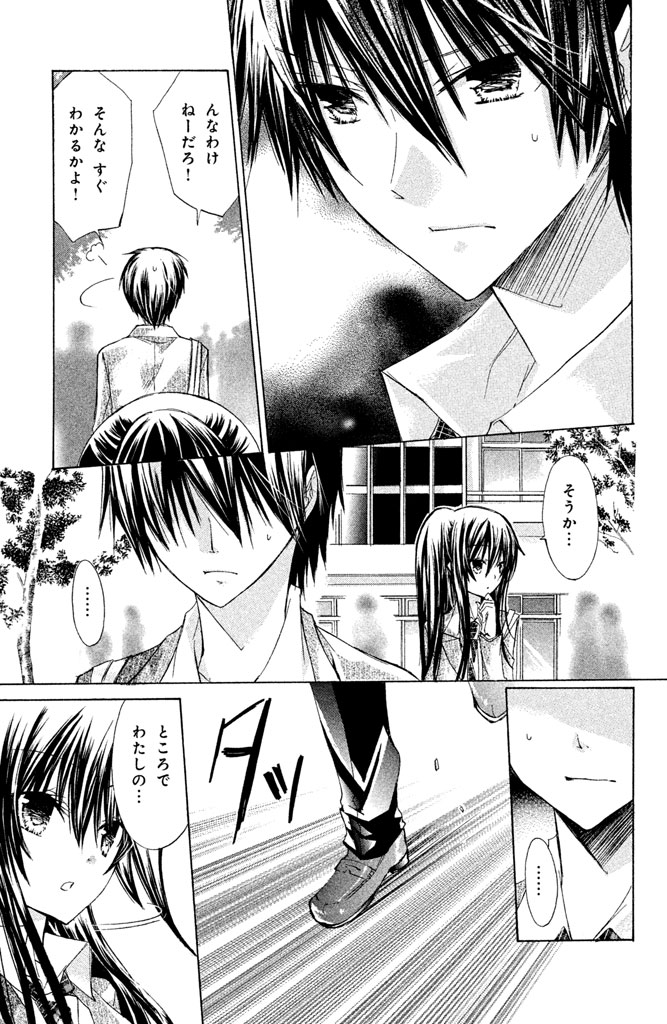 んなわけ
ねーだろ！
そんな すぐ
わかるかよ！
そうか…
……
……
ダッ
ところで
わたしの…